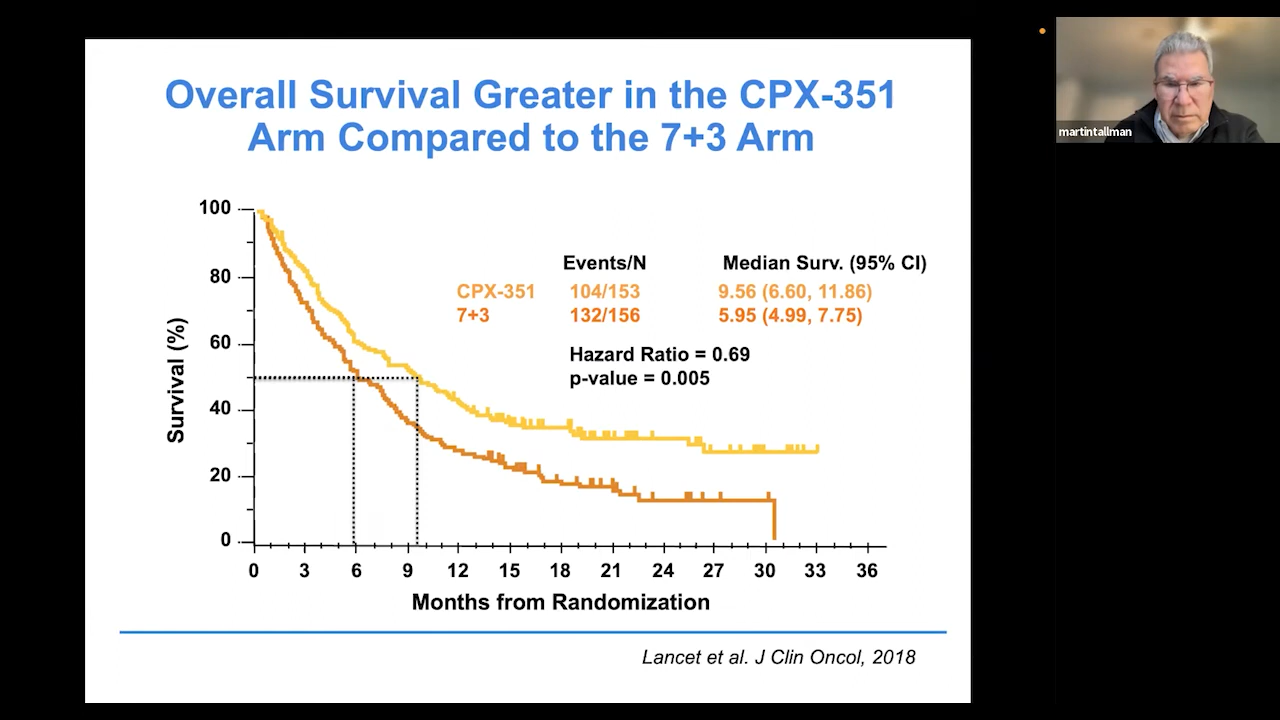 Overall Survival Greater in the CPX-351
Arm Compared to the 7+3 Arm
martintallman
Survival (%)
100
80
60
40
20
0
Events/N Median Surv. (95% CI)
CPX-351 104/153 9.56 (6.60, 11.86)
7+3 132/156 5.95 (4.99, 7.75)
Hazard Ratio = 0.69
p-value = 0.005
0 3 6 9 12 15 18 21 24 27 30 33 36
Months from Randomization
Lancet et al. J Clin Oncol, 2018